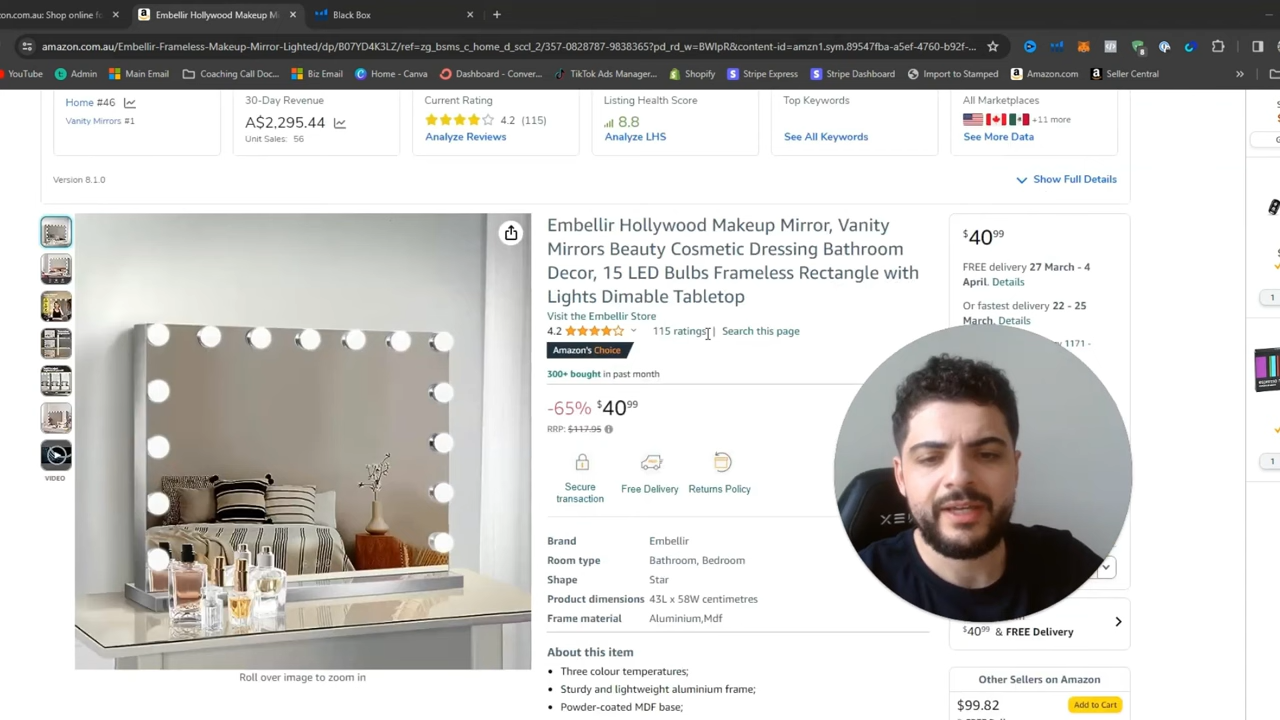 zon.com.au: Shop online fo
Embellir Hollywood Makeup M
Black Box
amazon.com.au/Embellir-Frameless-Makeup-Mirror-Lighted/dp/B07YD4K3LZ/ref=zg_bsms_c_home_d_sccl_2/357-0828787-9838365?pd_rd_w=BWlpR&content-id=amzn1.sym.89547fba-a5ef-4760-b92c-f...
YouTube
Admin
Main Email
Coaching Call Doc...
Biz Email
Home - Canva
Dashboard - Conver...
TikTok Ads Manager...
Shopify
Stripe Express
Stripe Dashboard
Import to Stamped
Amazon.com
Seller Central
Home #46
Vanity Mirrors #1
30-Day Revenue
A$2,295.44
Unit Sales: 56
Current Rating
4.2 (115)
Analyze Reviews
Listing Health Score
8.8
Analyze LHS
Top Keywords
See All Keywords
All Marketplaces
+11 more
See More Data
Version 8.1.0
Show Full Details
Embellir Hollywood Makeup Mirror, Vanity
Mirrors Beauty Cosmetic Dressing Bathroom
Decor, 15 LED Bulbs Frameless Rectangle with
Lights Dimable Tabletop
Visit the Embellir Store
4.2
115 ratings | Search this page
Amazon's Choice
300+ bought in past month
-65% $40 99
RRP: $117.95
Secure
transaction
Free Delivery
Returns Policy
Brand Embellir
Room type Bathroom, Bedroom
Shape Star
Product dimensions 43L x 58W centimetres
Frame material Aluminium,Mdf
About this item
• Three colour temperatures;
• Sturdy and lightweight aluminium frame;
• Powder-coated MDF base;
VIDEO
Roll over image to zoom in
$40 99
FREE delivery 27 March - 4
April. Details
Or fastest delivery 22 - 25
March. Details
1171 -
$40 99 & FREE Delivery
Other Sellers on Amazon
$99.82
Add to Cart
1
1